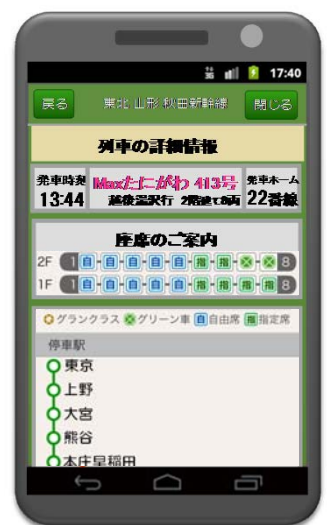 17:40
戻る 東北 山形 秋田新幹線 閉じる
列車の詳細情報
発車時刻 Maxたにがわ 413号 発車ホーム
13:44 越後湯沢行 2階建て8両 22番線
座席のご案内
2F 1 自 自 自 自 指 指 8
1F 1 自 自 自 自 指 指 指 8
グランクラス グリーン車 自 自由席 指 指定席
停車駅
東京
上野
大宮
熊谷
本庄早稲田